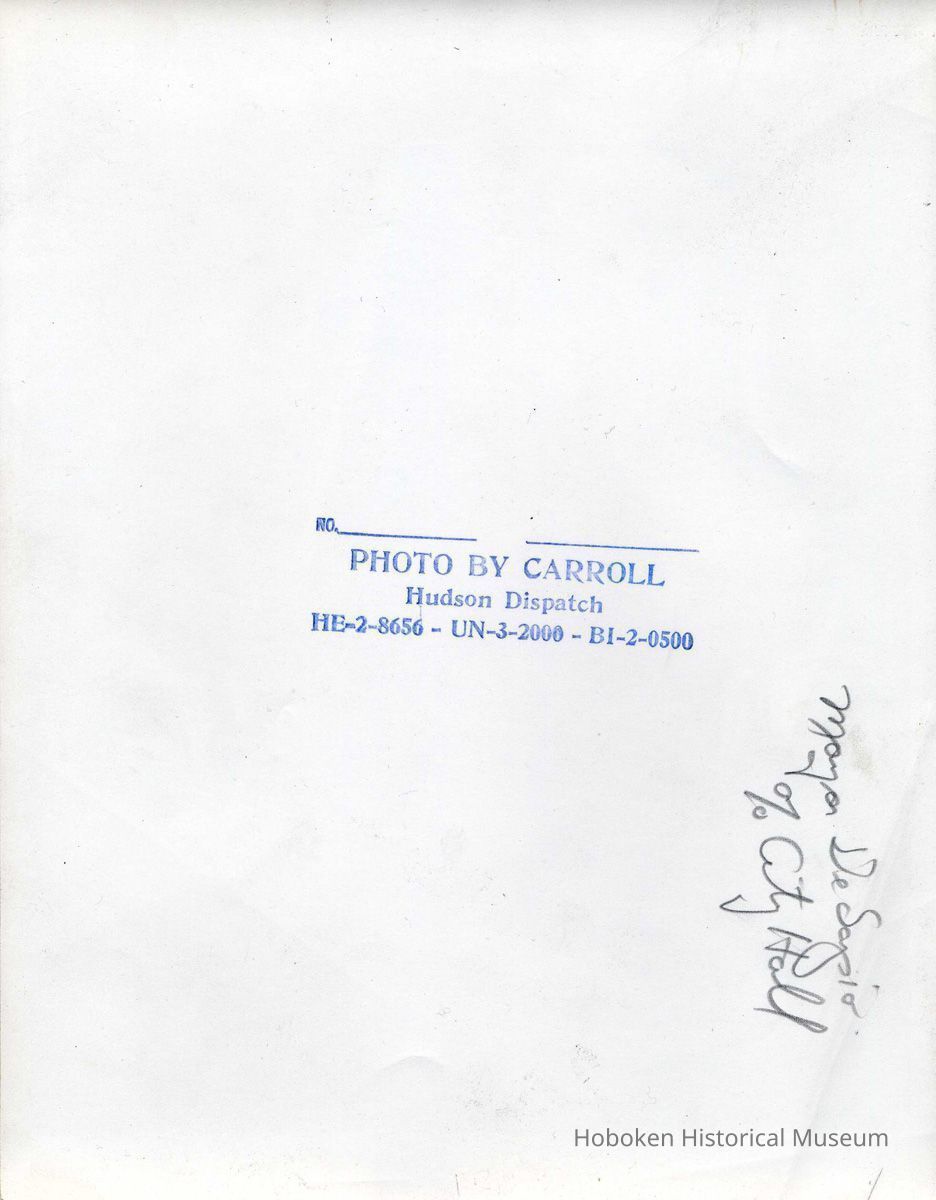 NO.
PHOTO BY CARROLL
Hudson Dispatch
HE-2-8656 - UN-3-2000 - BI-2-0500
Mayor DeSapio
c/o City Hall
Hoboken Historical Museum